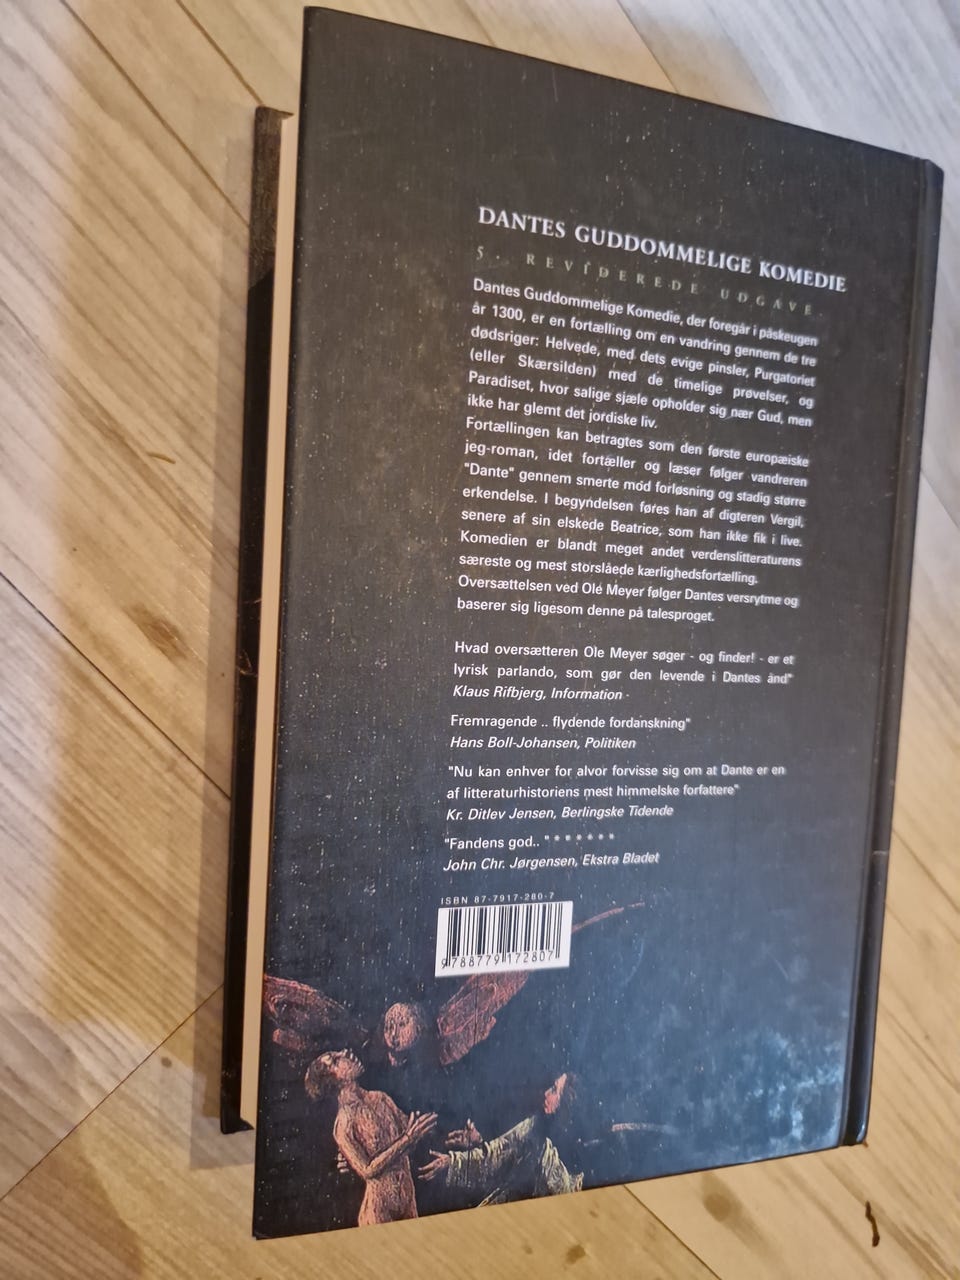 DANTES GUDDOMMELIGE KOMEDIE
5. REVIDEREDE UDGAVE
Dantes Guddommelige Komedie, der foregår i påskeugen
år 1300, er en fortælling om en vandring gennem de tre
dødsriger: Helvede, med dets evige pinsler, Purgatoriet
(eller Skærsilden) med de timelige prøvelser, og
Paradiset, hvor salige sjæle opholder sig nær Gud, men
ikke har glemt det jordiske liv.
Fortællingen kan betragtes som den første europæiske
jeg-roman, idet fortæller og læser følger vandreren
"Dante" gennem smerte mod forløsning og stadig større
erkendelse. I begyndelsen føres han af digteren Vergil,
senere af sin elskede Beatrice, som han ikke fik i live.
Komedien er blandt meget andet verdenslitteraturens
særeste og mest storslåede kærlighedsfortælling.
Oversættelsen ved Ole Meyer følger Dantes versrytme og
baserer sig ligesom denne på talesproget.
Hvad oversætteren Ole Meyer søger - og finder! - er et
lyrisk parlando, som gør den levende i Dantes ånd"
Klaus Rifbjerg, Information
Fremragende .. flydende fordanskning"
Hans Boll-Johansen, Politiken
"Nu kan enhver for alvor forvisse sig om at Dante er en
af litteraturhistoriens mest himmelske forfattere"
Kr. Ditlev Jensen, Berlingske Tidende
"Fandens god.. " * * * * * *
John Chr. Jørgensen, Ekstra Bladet
ISBN 87-7917-280-7
9788779172807